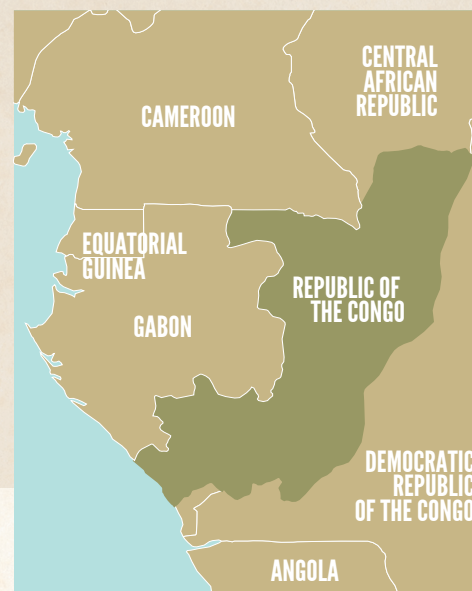 CENTRAL
AFRICAN
REPUBLIC
CAMEROON
EQUATORIAL
GUINEA
REPUBLIC OF
THE CONGO
GABON
DEMOCRATIC
REPUBLIC
OF THE CONGO
ANGOLA